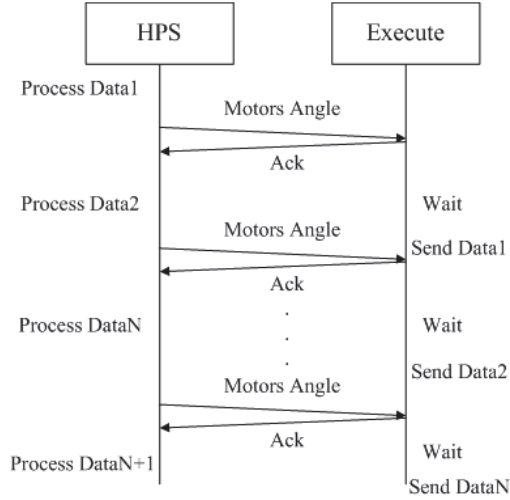 HPS
Execute
Process Data1
Motors Angle
Ack
Process Data2
Wait
Motors Angle
Send Data1
Ack
Process DataN
Wait
Send Data2
Motors Angle
Ack
Wait
Process DataN+1
Send DataN